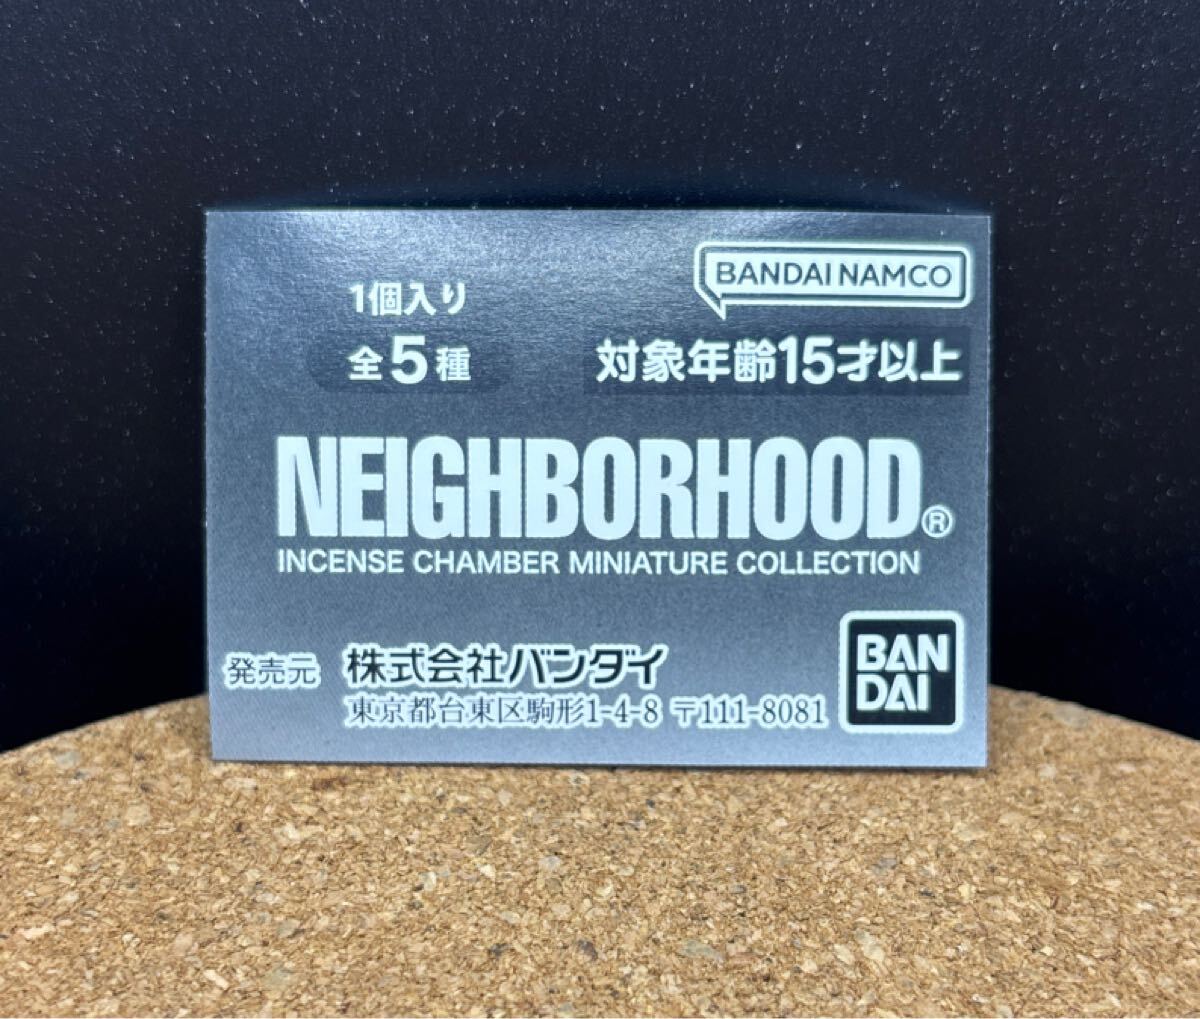 1個入り
全5種
BANDAI NAMCO
対象年齢15才以上
NEIGHBORHOOD®
INCENSE CHAMBER MINIATURE COLLECTION
発売元 株式会社バンダイ
東京都台東区駒形1-4-8 〒111-8081
BAN
DAI